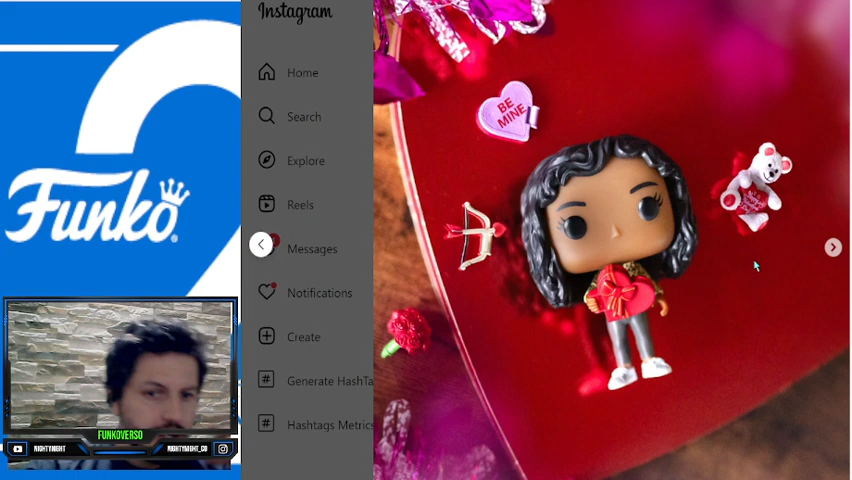 Instagram
Home
Search
Explore
Reels
Messages
Notifications
Create
Generate HashTa
Hashtags Metrics
Funko
BE
MINE
FUNKOVERSO
NIGHTYNIGHT
NIGHTYNIGHT_CO